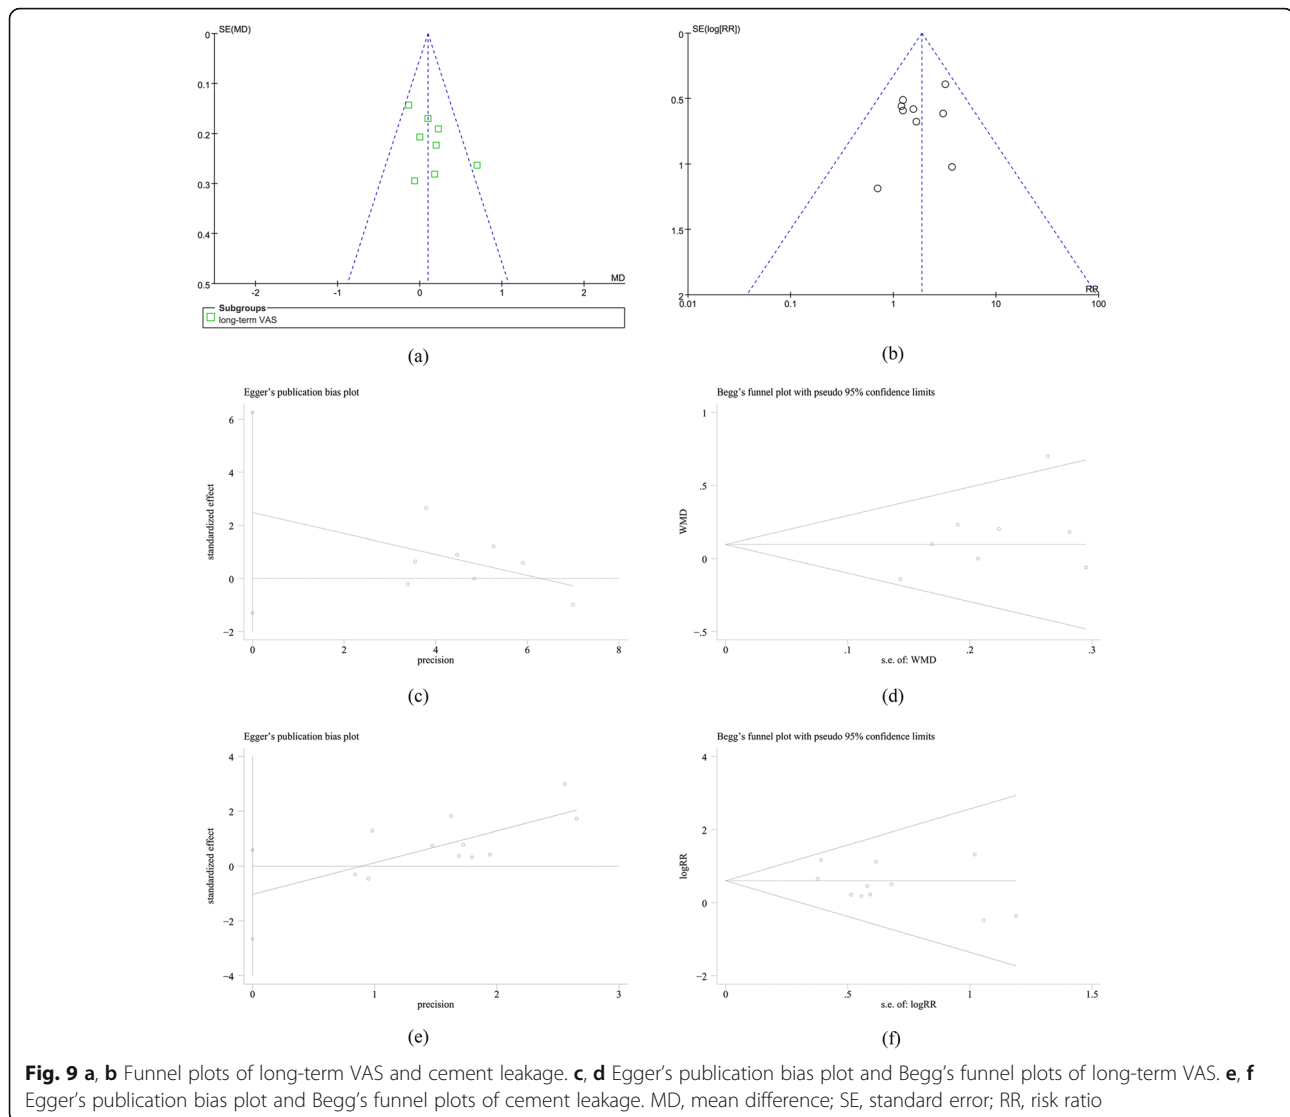 SE(MD)
0
0.1
0.2
0.3
0.4
0.5
-2
-1
0
1
2
MD
Subgroups
long-term VAS
(a)
SE(log[RR])
0
0.5
1
1.5
2
0.01
0.1
1
10
100
RR
(b)
Egger's publication bias plot
standardized effect
6
4
2
0
−2
0
2
4
6
8
precision
(c)
Begg's funnel plot with pseudo 95% confidence limits
WMD
1
.5
0
−.5
0
.1
.2
.3
s.e. of: WMD
(d)
Egger's publication bias plot
standardized effect
4
2
0
−2
−4
0
1
2
3
precision
(e)
Begg's funnel plot with pseudo 95% confidence limits
logRR
4
2
0
−2
0
.5
1
1.5
s.e. of: logRR
(f)
Fig. 9 a, b Funnel plots of long-term VAS and cement leakage. c, d Egger's publication bias plot and Begg's funnel plots of long-term VAS. e, f
Egger's publication bias plot and Begg's funnel plots of cement leakage. MD, mean difference; SE, standard error; RR, risk ratio